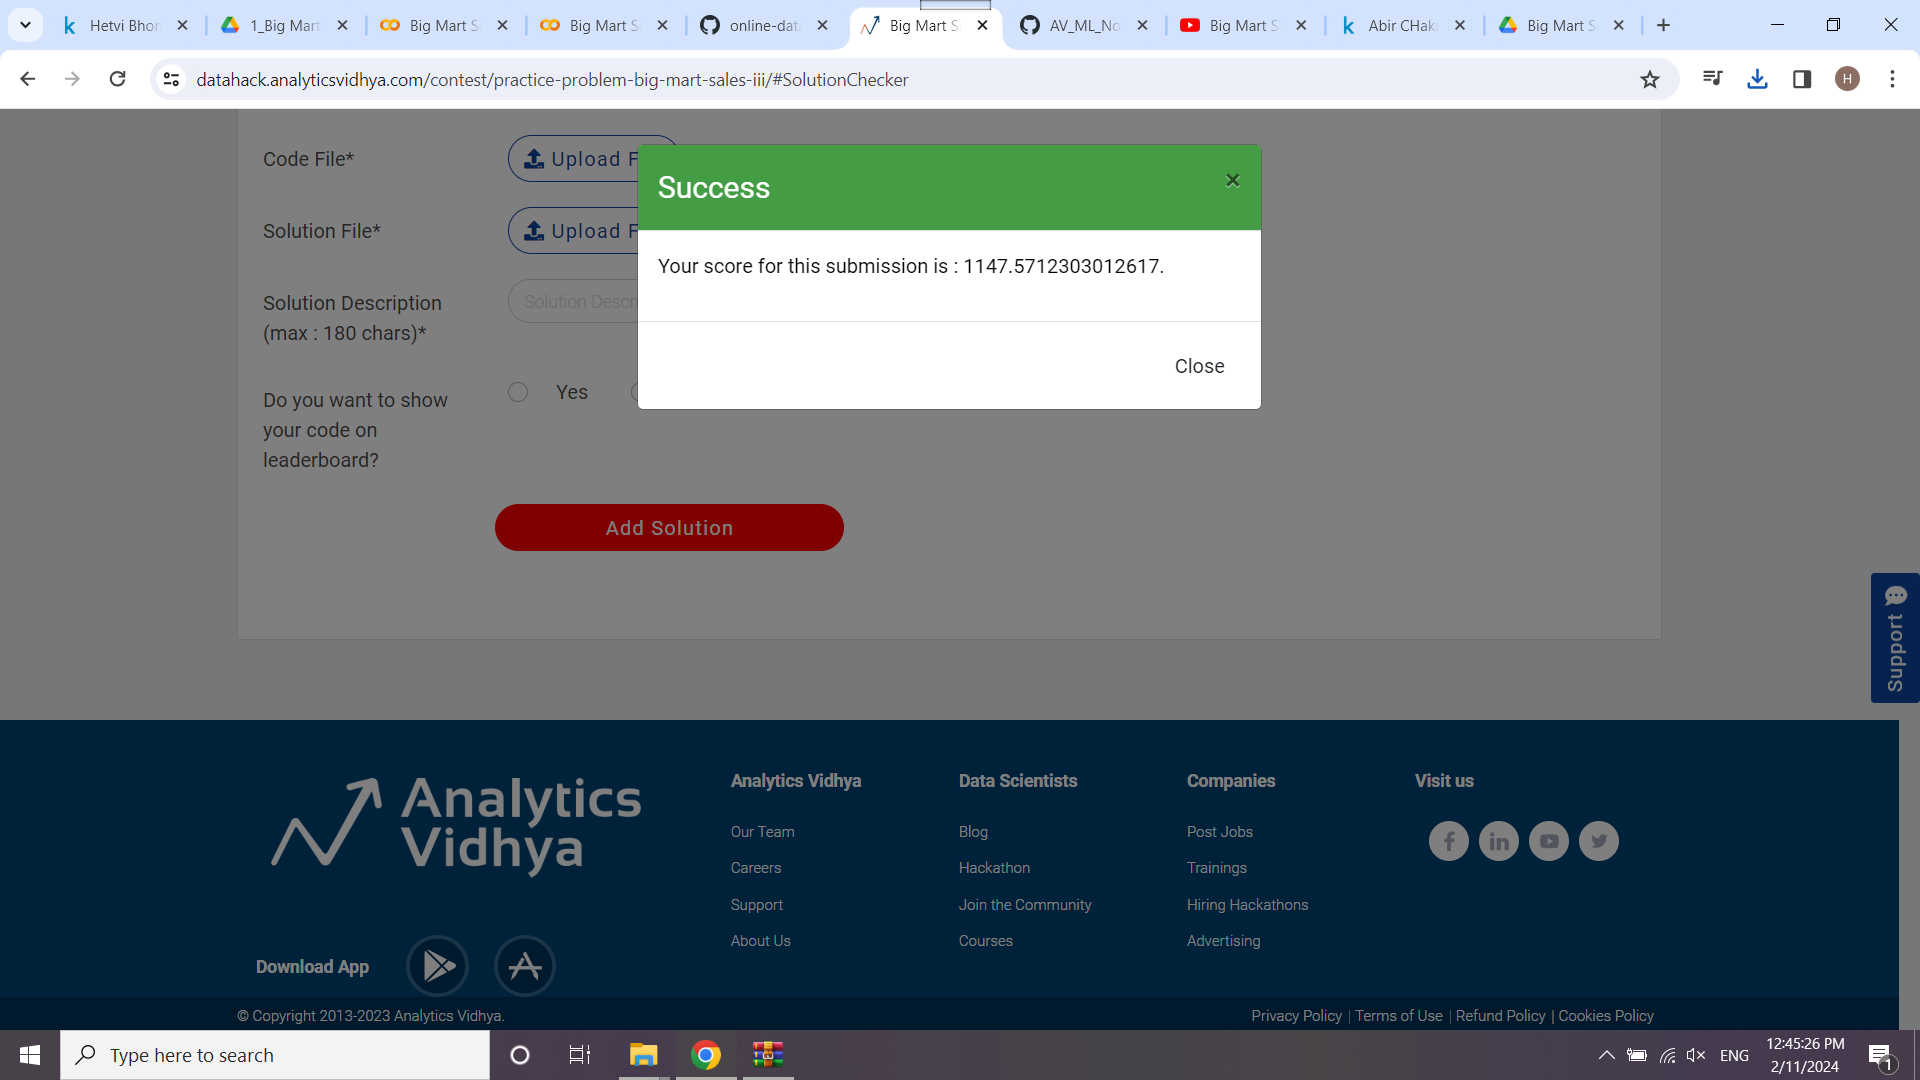 Hetvi Bhor
1_Big Mart
Big Mart S
Big Mart S
online-dat
Big Mart S
AV_ML_No
Big Mart S
Abir CHak
Big Mart S
datahack.analyticsvidhya.com/contest/practice-problem-big-mart-sales-iii/#SolutionChecker
H
Code File*
Upload F
Success
×
Solution File*
Upload F
Your score for this submission is : 1147.5712303012617.
Solution Description
(max : 180 chars)*
Solution Descri
Close
Do you want to show
your code on
leaderboard?
Yes
Add Solution
Support
Analytics
Vidhya
Analytics Vidhya
Our Team
Careers
Support
About Us
Data Scientists
Blog
Hackathon
Join the Community
Courses
Companies
Post Jobs
Trainings
Hiring Hackathons
Advertising
Visit us
Download App
© Copyright 2013-2023 Analytics Vidhya.
Privacy Policy | Terms of Use | Refund Policy | Cookies Policy
Type here to search
ENG
12:45:26 PM
2/11/2024
1